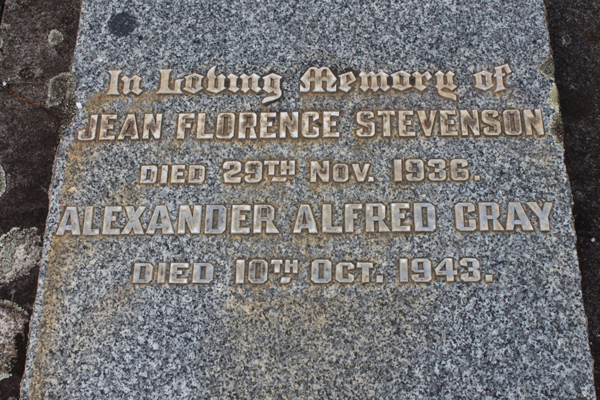 In Loving Memory of
JEAN FLORENCE STEVENSON
DIED 29TH NOV. 1936.
ALEXANDER ALFRED GRAY
DIED 10TH OCT. 1943.